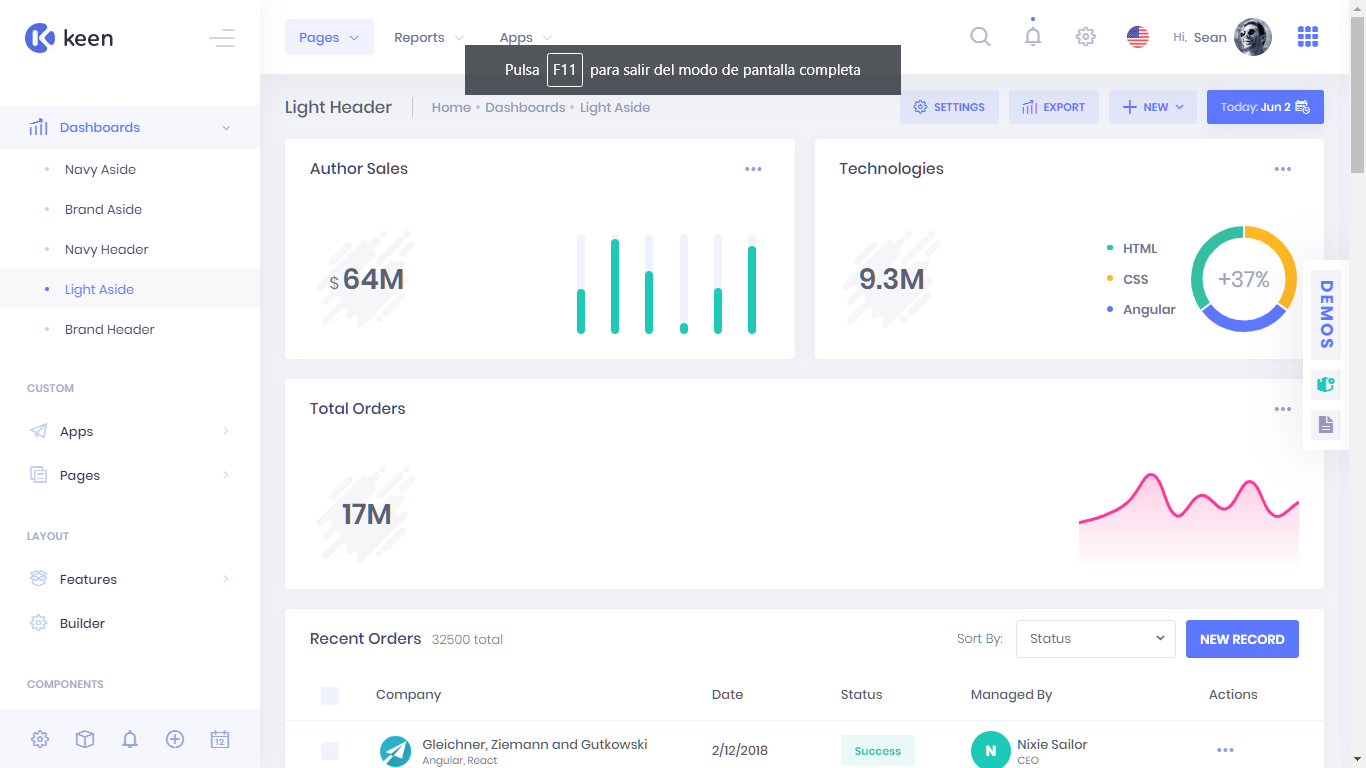 keen
Pages Reports Apps
Hi, Sean
Pulsa F11 para salir del modo de pantalla completa
Light Header Home Dashboards Light Aside
SETTINGS EXPORT NEW Today: Jun 2
Dashboards
Navy Aside
Brand Aside
Navy Header
Light Aside
Brand Header
CUSTOM
Apps
Pages
LAYOUT
Features
Builder
COMPONENTS
12
Author Sales
$ 64M
Technologies
9.3M
HTML
CSS
Angular
+37%
DEMOS
Total Orders
17M
Recent Orders 32500 total
Sort By: Status NEW RECORD
Company Date Status Managed By Actions
Gleichner, Ziemann and Gutkowski 2/12/2018 Success N Nixie Sailor
Angular, React CEO